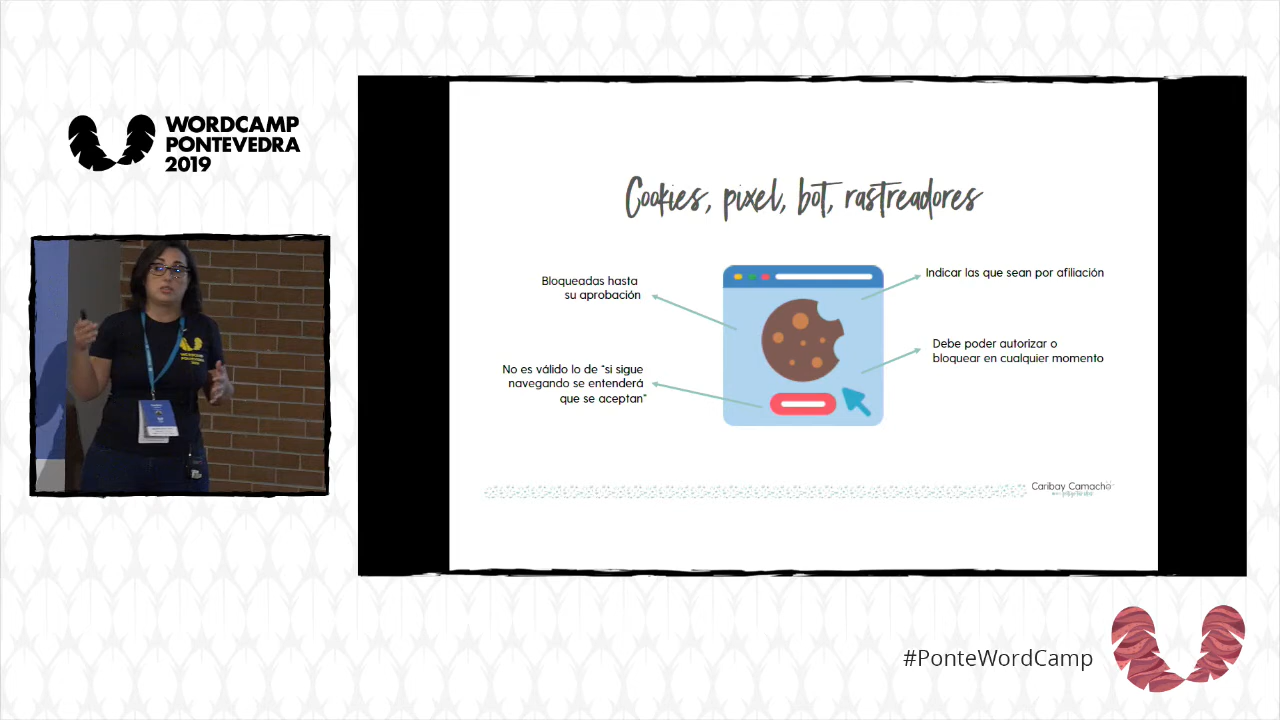 WORDCAMP
PONTEVEDRA
2019
Cookies, pixel, bot, rastreadores
Bloqueadas hasta
su aprobación
Indicar las que sean por afiliación
Debe poder autorizar o
bloquear en cualquier momento
No es válido lo de "si sigue
navegando se entenderá
que se aceptan"
Caribay Camacho
#PonteWordCamp